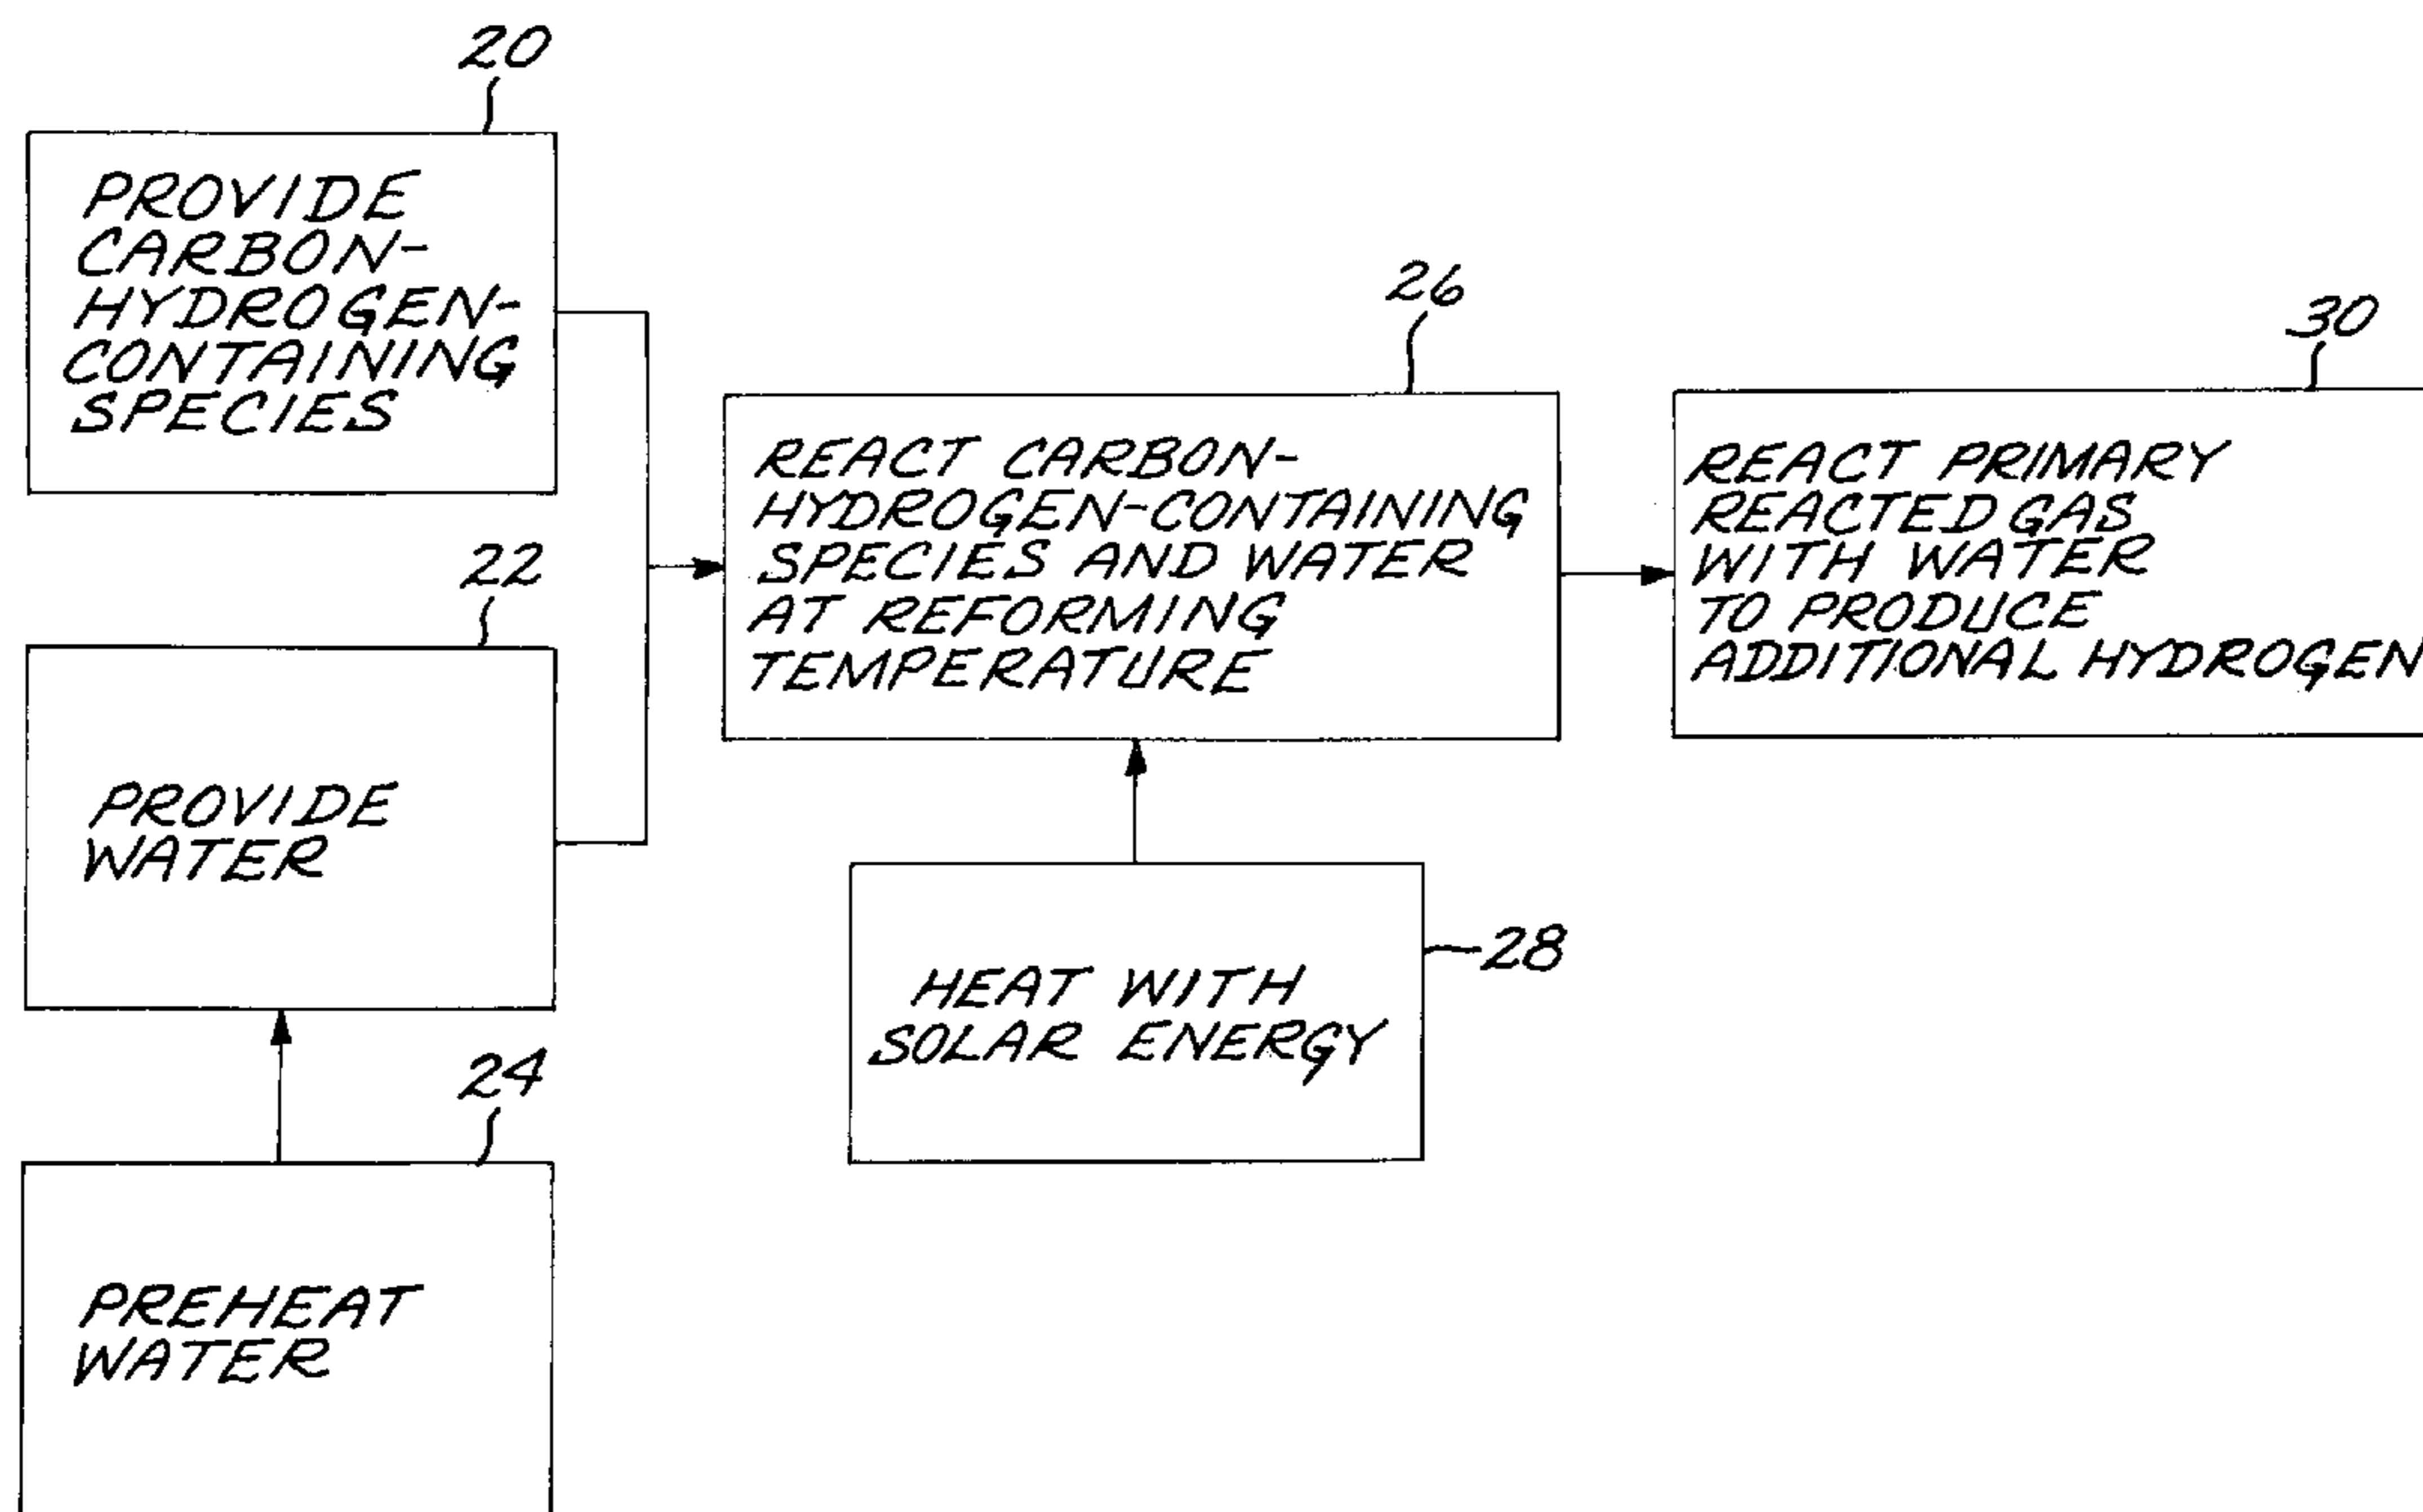 20
PROVIDE
CARBON-
HYDROGEN-
CONTAINING
SPECIES
22
PROVIDE
WATER
24
PREHEAT
WATER
26
REACT CARBON-
HYDROGEN-CONTAINING
SPECIES AND WATER
AT REFORMING
TEMPERATURE
28
HEAT WITH
SOLAR ENERGY
30
REACT PRIMARY
REACTED GAS
WITH WATER
TO PRODUCE
ADDITIONAL HYDROGEN